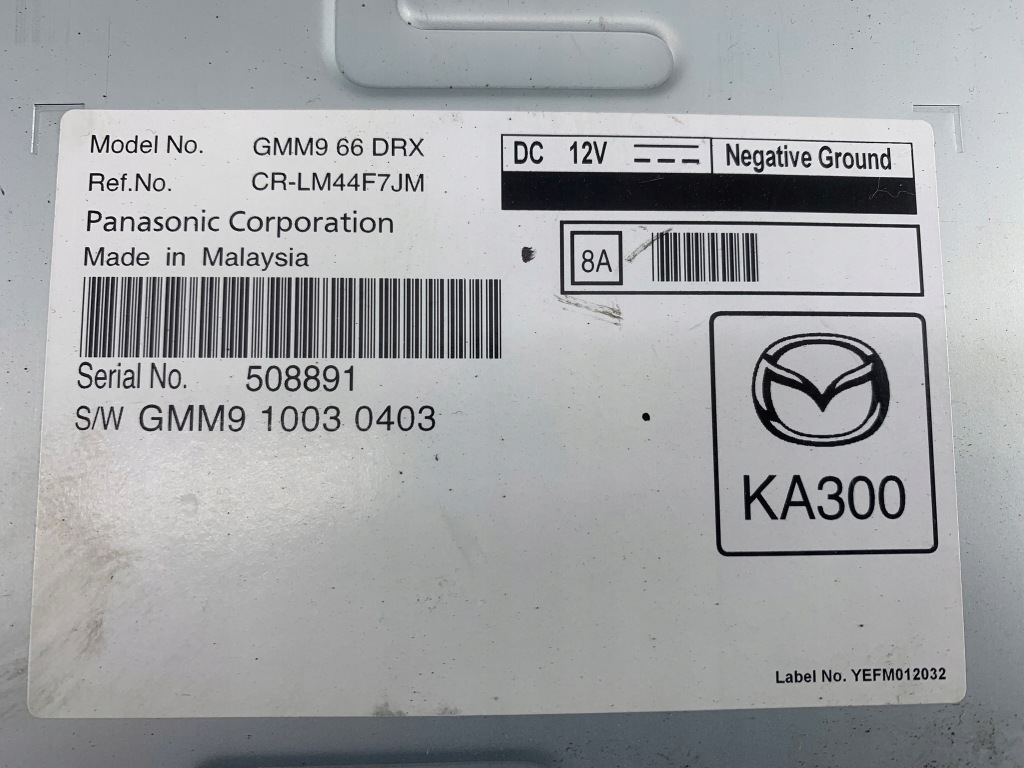 Model No. GMM9 66 DRX
Ref.No. CR-LM44F7JM
Panasonic Corporation
Made in Malaysia
Serial No. 508891
S/W GMM9 1003 0403
DC 12V Negative Ground
8A
KA300
Label No. YEFM012032